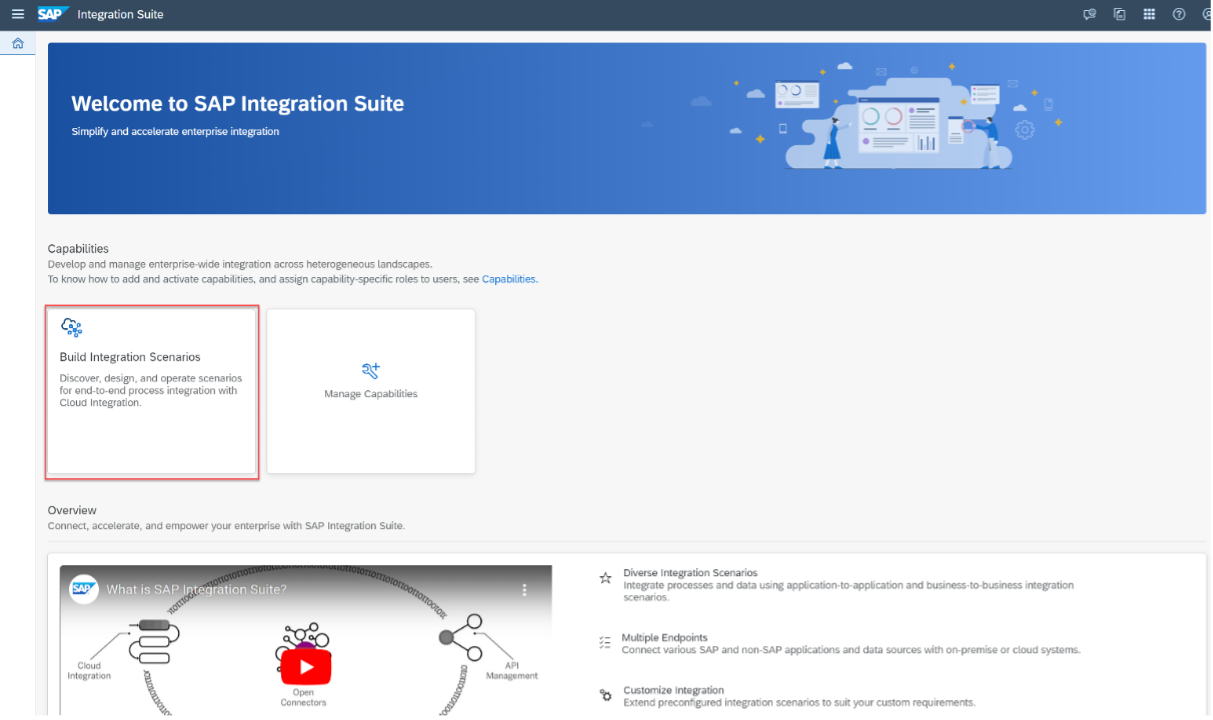 SAP Integration Suite
Welcome to SAP Integration Suite
Simplify and accelerate enterprise integration
Capabilities
Develop and manage enterprise-wide integration across heterogeneous landscapes.
To know how to add and activate capabilities, and assign capability-specific roles to users, see Capabilities.
Build Integration Scenarios
Discover, design, and operate scenarios
for end-to-end process integration with
Cloud Integration.
Manage Capabilities
Overview
Connect, accelerate, and empower your enterprise with SAP Integration Suite.
SAP What is SAP Integration Suite?
Cloud
Integration
Open
Connectors
API
Management
Diverse Integration Scenarios
Integrate processes and data using application-to-application and business-to-business integration
scenarios.
Multiple Endpoints
Connect various SAP and non-SAP applications and data sources with on-premise or cloud systems.
Customize Integration
Extend preconfigured integration scenarios to suit your custom requirements.